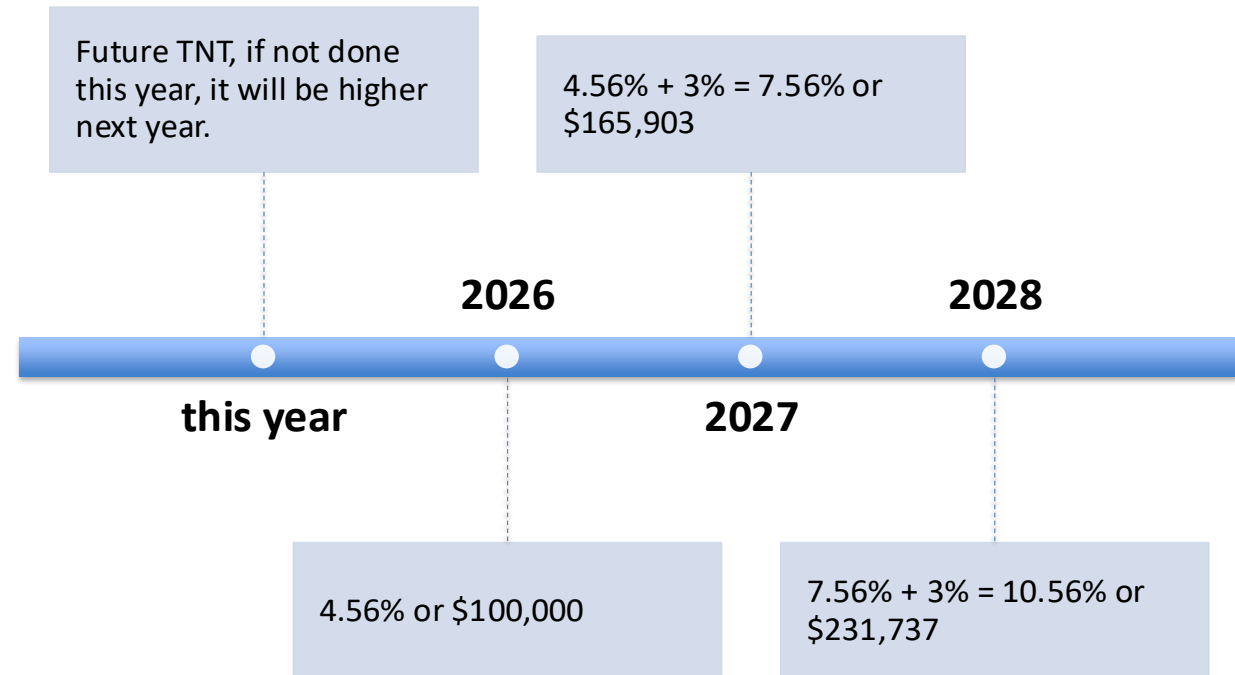 Future TNT, if not done
this year, it will be higher
next year.
4.56% + 3% = 7.56% or
$165,903
2026
2028
this year
2027
4.56% or $100,000
7.56% + 3% = 10.56% or
$231,737